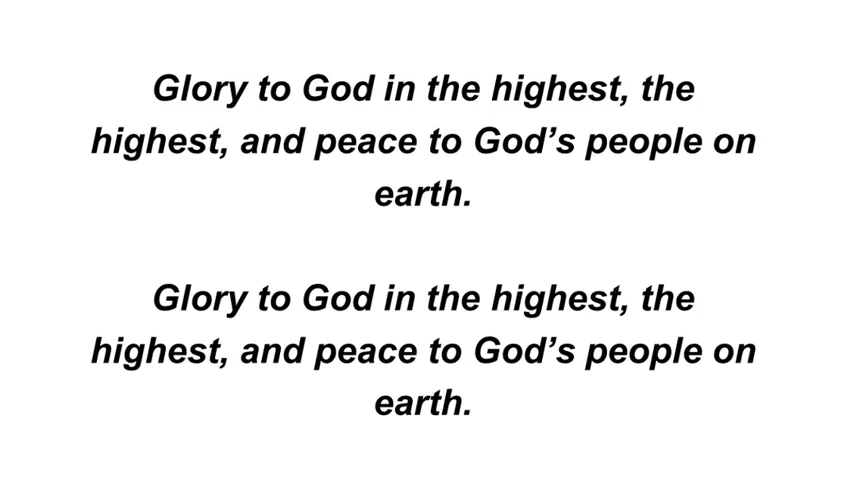 Glory to God in the highest, the
highest, and peace to God’s people on
earth.
Glory to God in the highest, the
highest, and peace to God’s people on
earth.